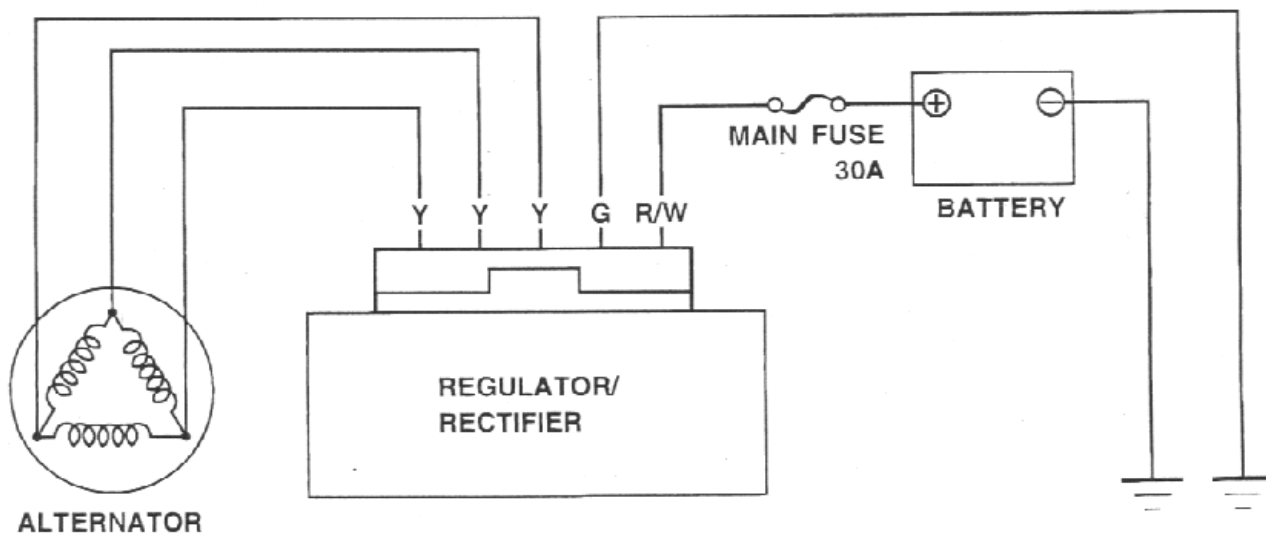 MAIN FUSE
30A
BATTERY
Y Y Y G R/W
REGULATOR/
RECTIFIER
ALTERNATOR